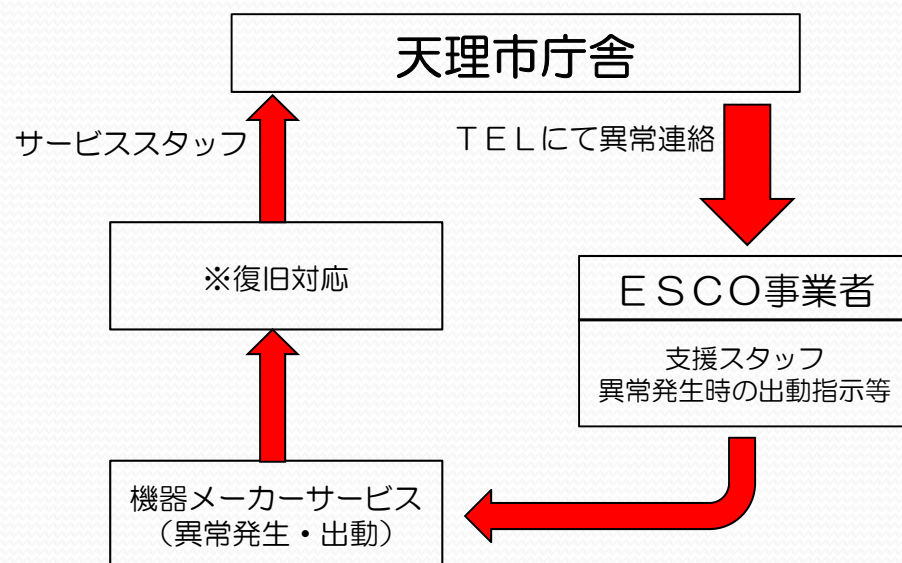 天理市庁舎
サービススタッフ
ＴＥＬにて異常連絡
※復旧対応
ＥＳＣＯ事業者
支援スタッフ
異常発生時の出動指示等
機器メーカーサービス
（異常発生・出動）